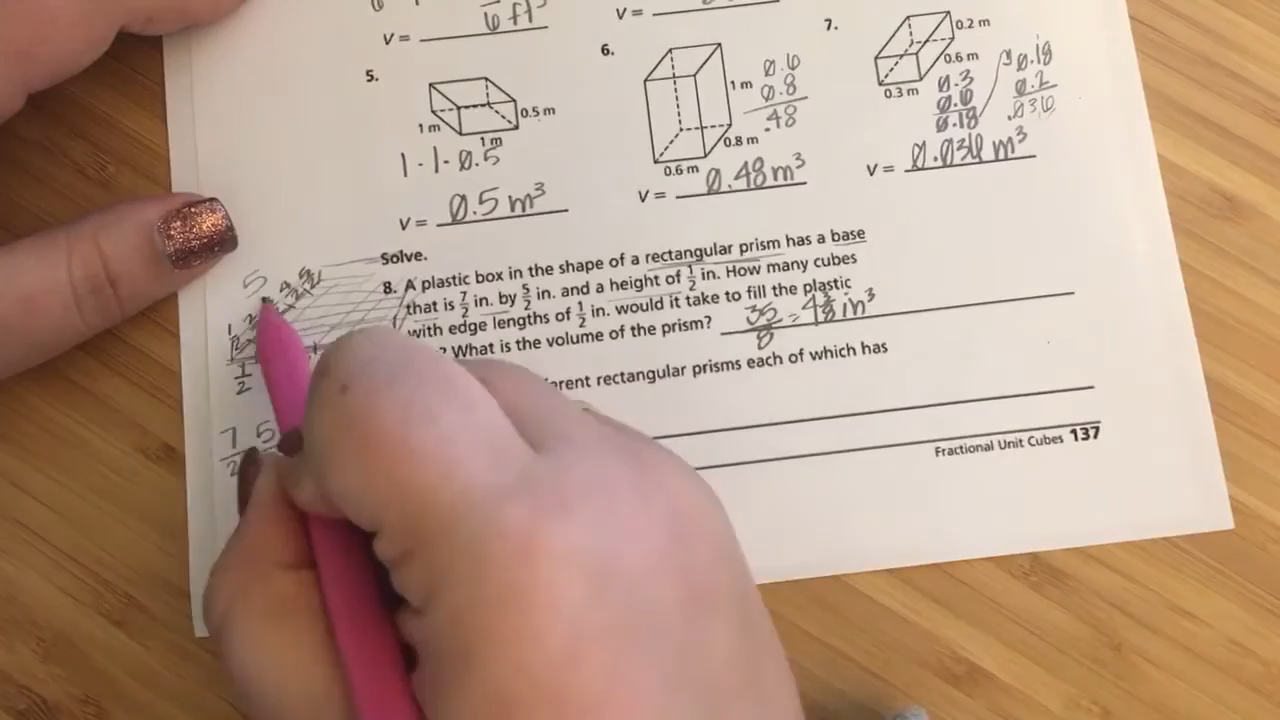 6 ft³
V =
V =
5.
1 m
1 m
0.5 m
1 · 1 · 0.5
V = 0.5 m³
6.
1 m
0.8 m
0.6 m
0.6
0.8
.48
V = 0.48 m³
7.
0.2 m
0.6 m
0.3 m
0.3
0.6
0.18
0.18
0.2
.036
V = 0.036 m³
Solve.
8. A plastic box in the shape of a rectangular prism has a base
that is 7/2 in. by 5/2 in. and a height of 1/2 in. How many cubes
with edge lengths of 1/2 in. would it take to fill the plastic
? What is the volume of the prism? 35/8 = 4 3/8 in³
rent rectangular prisms each of which has
5
1/2
7/2 5
Fractional Unit Cubes 137